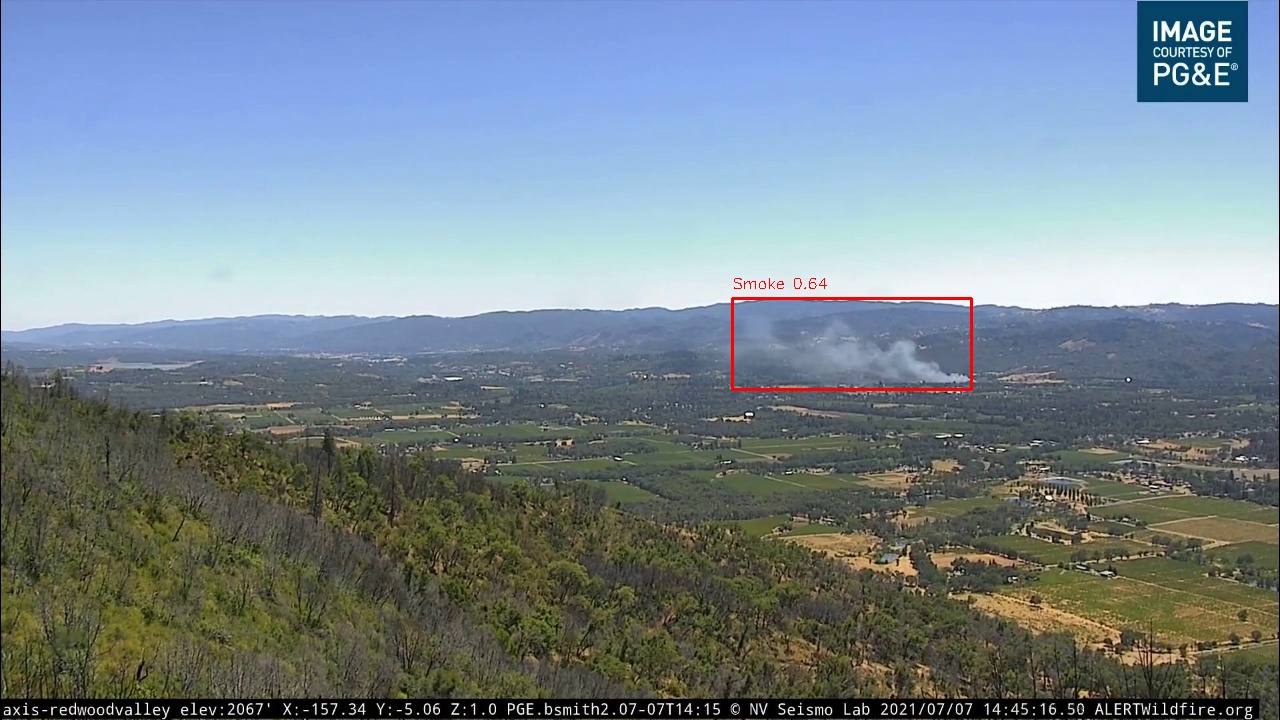 IMAGE
COURTESY OF
PG&E®
Smoke 0.64
axis-redwoodvalley elev:2067' X:-157.34 Y:-5.06 Z:1.0 PGE.bsmith2.07-07T14:15 © NV Seismo Lab 2021/07/07 14:45:16.50 ALERTWildfire.org